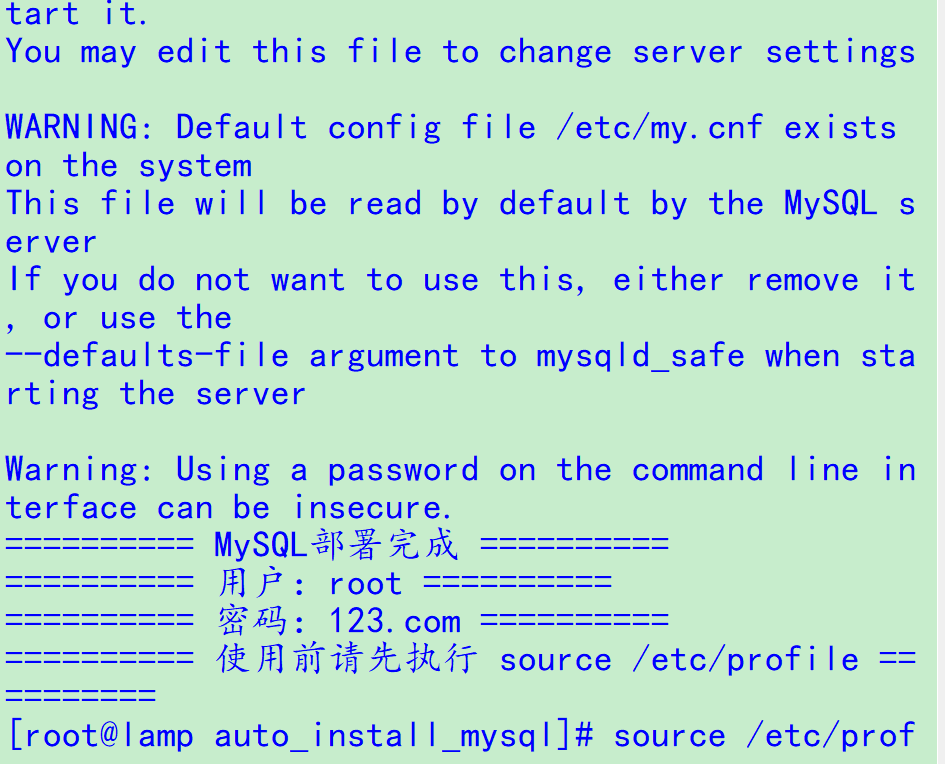 tart it.
You may edit this file to change server settings
WARNING: Default config file /etc/my.cnf exists
on the system
This file will be read by default by the MySQL s
erver
If you do not want to use this, either remove it
, or use the
--defaults-file argument to mysqld_safe when sta
rting the server
Warning: Using a password on the command line in
terface can be insecure.
========== MySQL部署完成 ==========
========== 用户: root ==========
========== 密码: 123.com ==========
========== 使用前请先执行 source /etc/profile ==
========
[root@lamp auto_install_mysql]# source /etc/prof